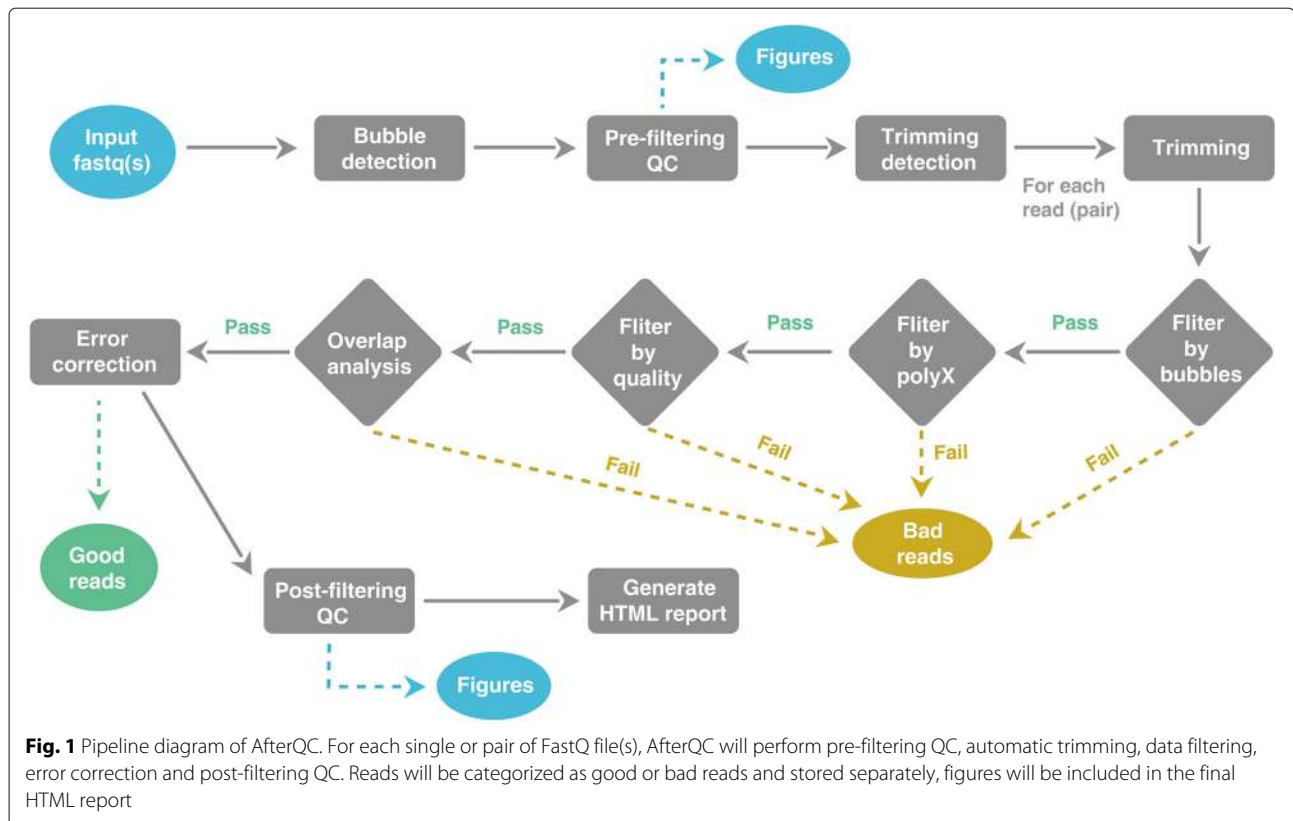 Figures
Input
fastq(s)
Bubble
detection
Pre-filtering
QC
Trimming
detection
For each
read (pair)
Trimming
Fliter
by
bubbles
Pass
Fliter
by
polyX
Pass
Fliter
by
quality
Pass
Overlap
analysis
Pass
Error
correction
Fail
Fail
Fail
Fail
Bad
reads
Good
reads
Post-filtering
QC
Generate
HTML report
Figures
Fig. 1 Pipeline diagram of AfterQC. For each single or pair of FastQ file(s), AfterQC will perform pre-filtering QC, automatic trimming, data filtering,
error correction and post-filtering QC. Reads will be categorized as good or bad reads and stored separately, figures will be included in the final
HTML report